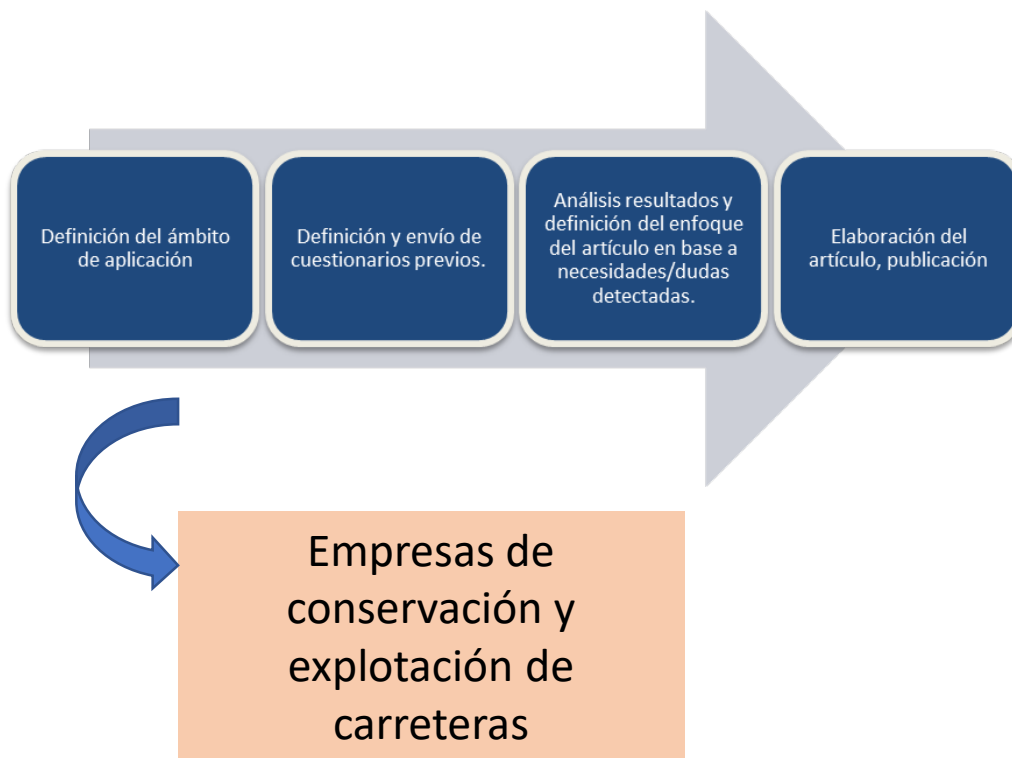 Definición del ámbito
de aplicación
Definición y envío de
cuestionarios previos.
Análisis resultados y
definición del enfoque
del artículo en base a
necesidades/dudas
detectadas.
Elaboración del
artículo, publicación
Empresas de
conservación y
explotación de
carreteras